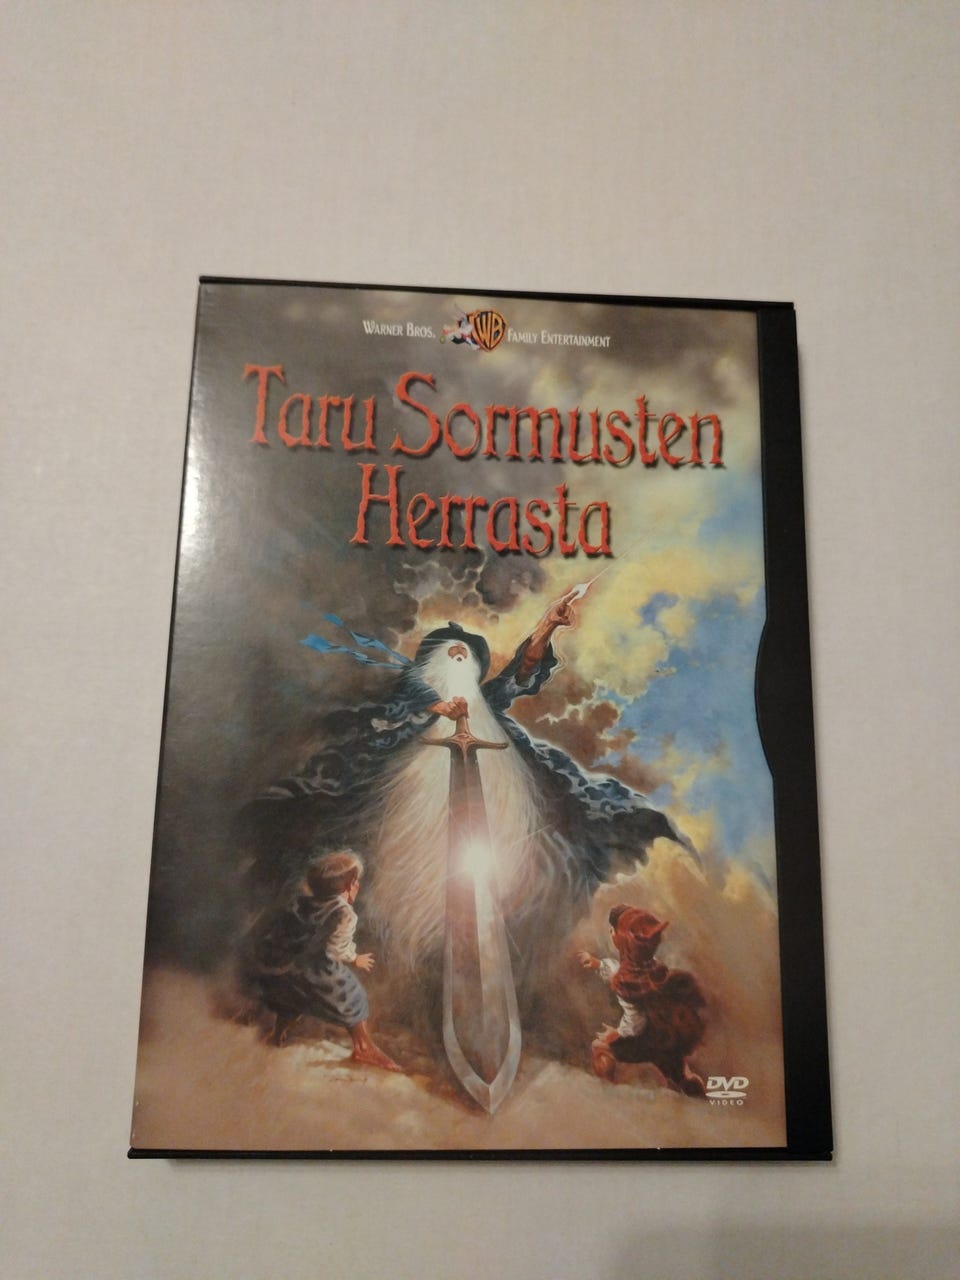 WARNER BROS. WB FAMILY ENTERTAINMENT
Taru Sormusten
Herrasta
DVD
VIDEO